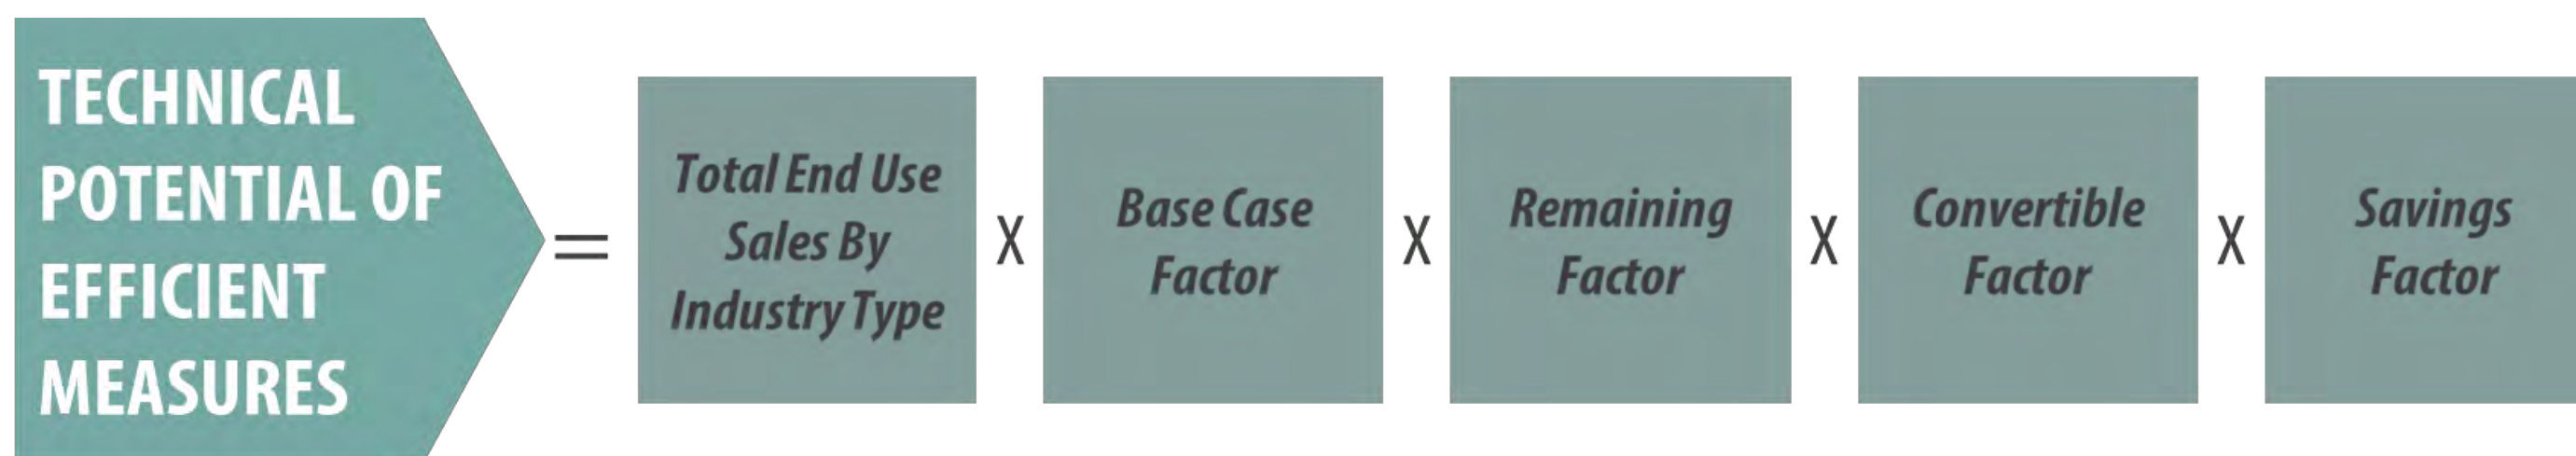 TECHNICAL
POTENTIAL OF
EFFICIENT
MEASURES
=
Total End Use
Sales By
Industry Type
X
Base Case
Factor
X
Remaining
Factor
X
Convertible
Factor
X
Savings
Factor